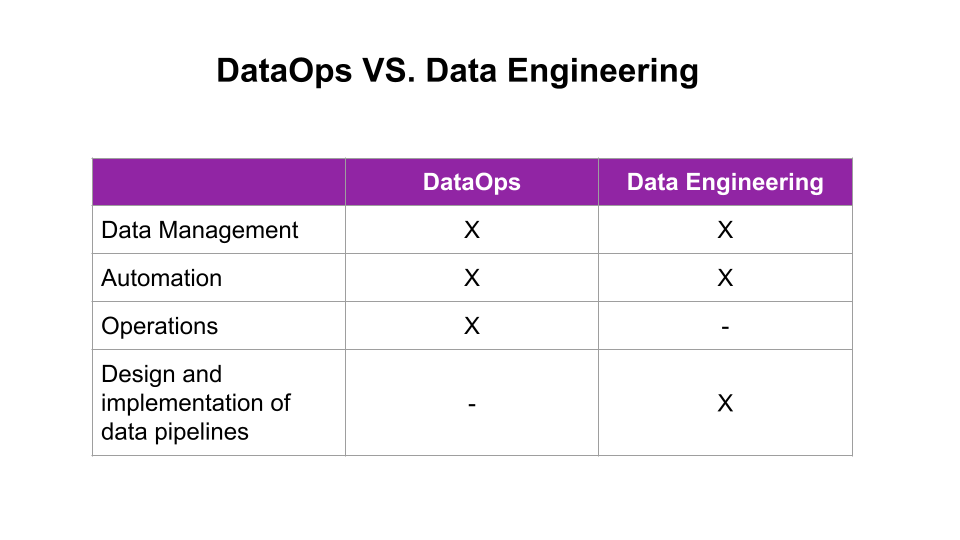 DataOps VS. Data Engineering
DataOps Data Engineering
Data Management X X
Automation X X
Operations X -
Design and
implementation of - X
data pipelines